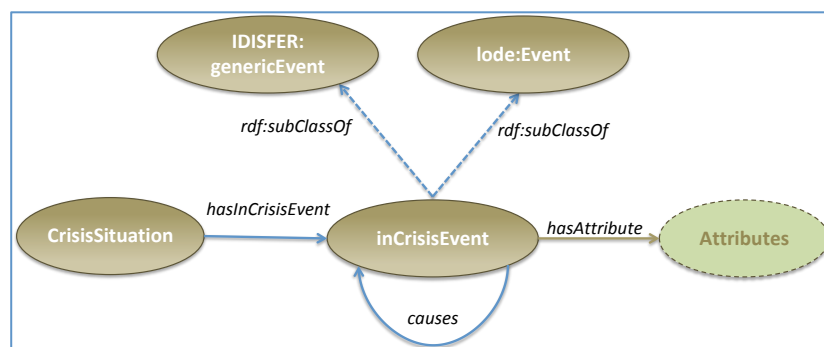 IDISFER:
genericEvent
lode:Event
rdf:subClassOf
rdf:subClassOf
hasInCrisisEvent
CrisisSituation
inCrisisEvent
hasAttribute
Attributes
causes